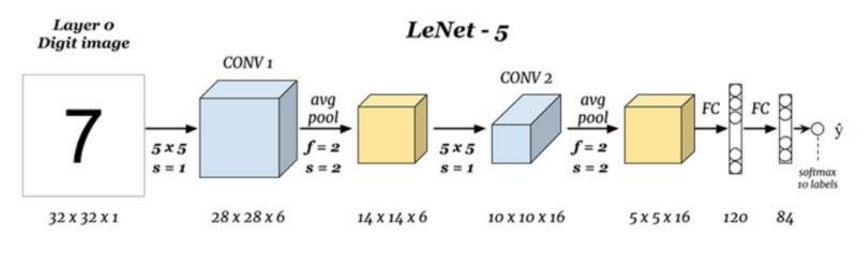 Layer 0
Digit image
LeNet - 5
CONV 1
CONV 2
7
avg
pool
avg
pool
FC
FC
ŷ
5 x 5
s = 1
f = 2
s = 2
5 x 5
s = 1
f = 2
s = 2
softmax
10 labels
32 x 32 x 1
28 x 28 x 6
14 x 14 x 6
10 x 10 x 16
5 x 5 x 16
120
84